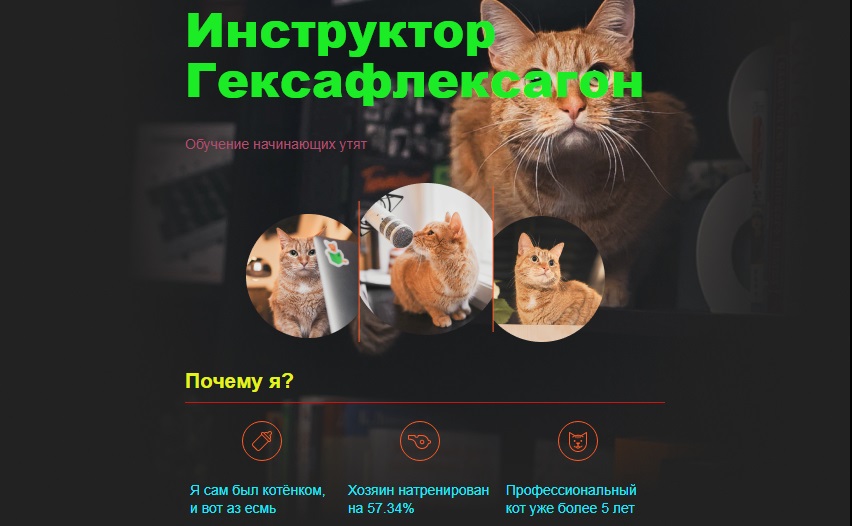 Инструктор
Гексафлексагон
Обучение начинающих утят
Почему я?
Я сам был котёнком,
и вот аз есмь
Хозяин натренирован
на 57.34%
Профессиональный
кот уже более 5 лет